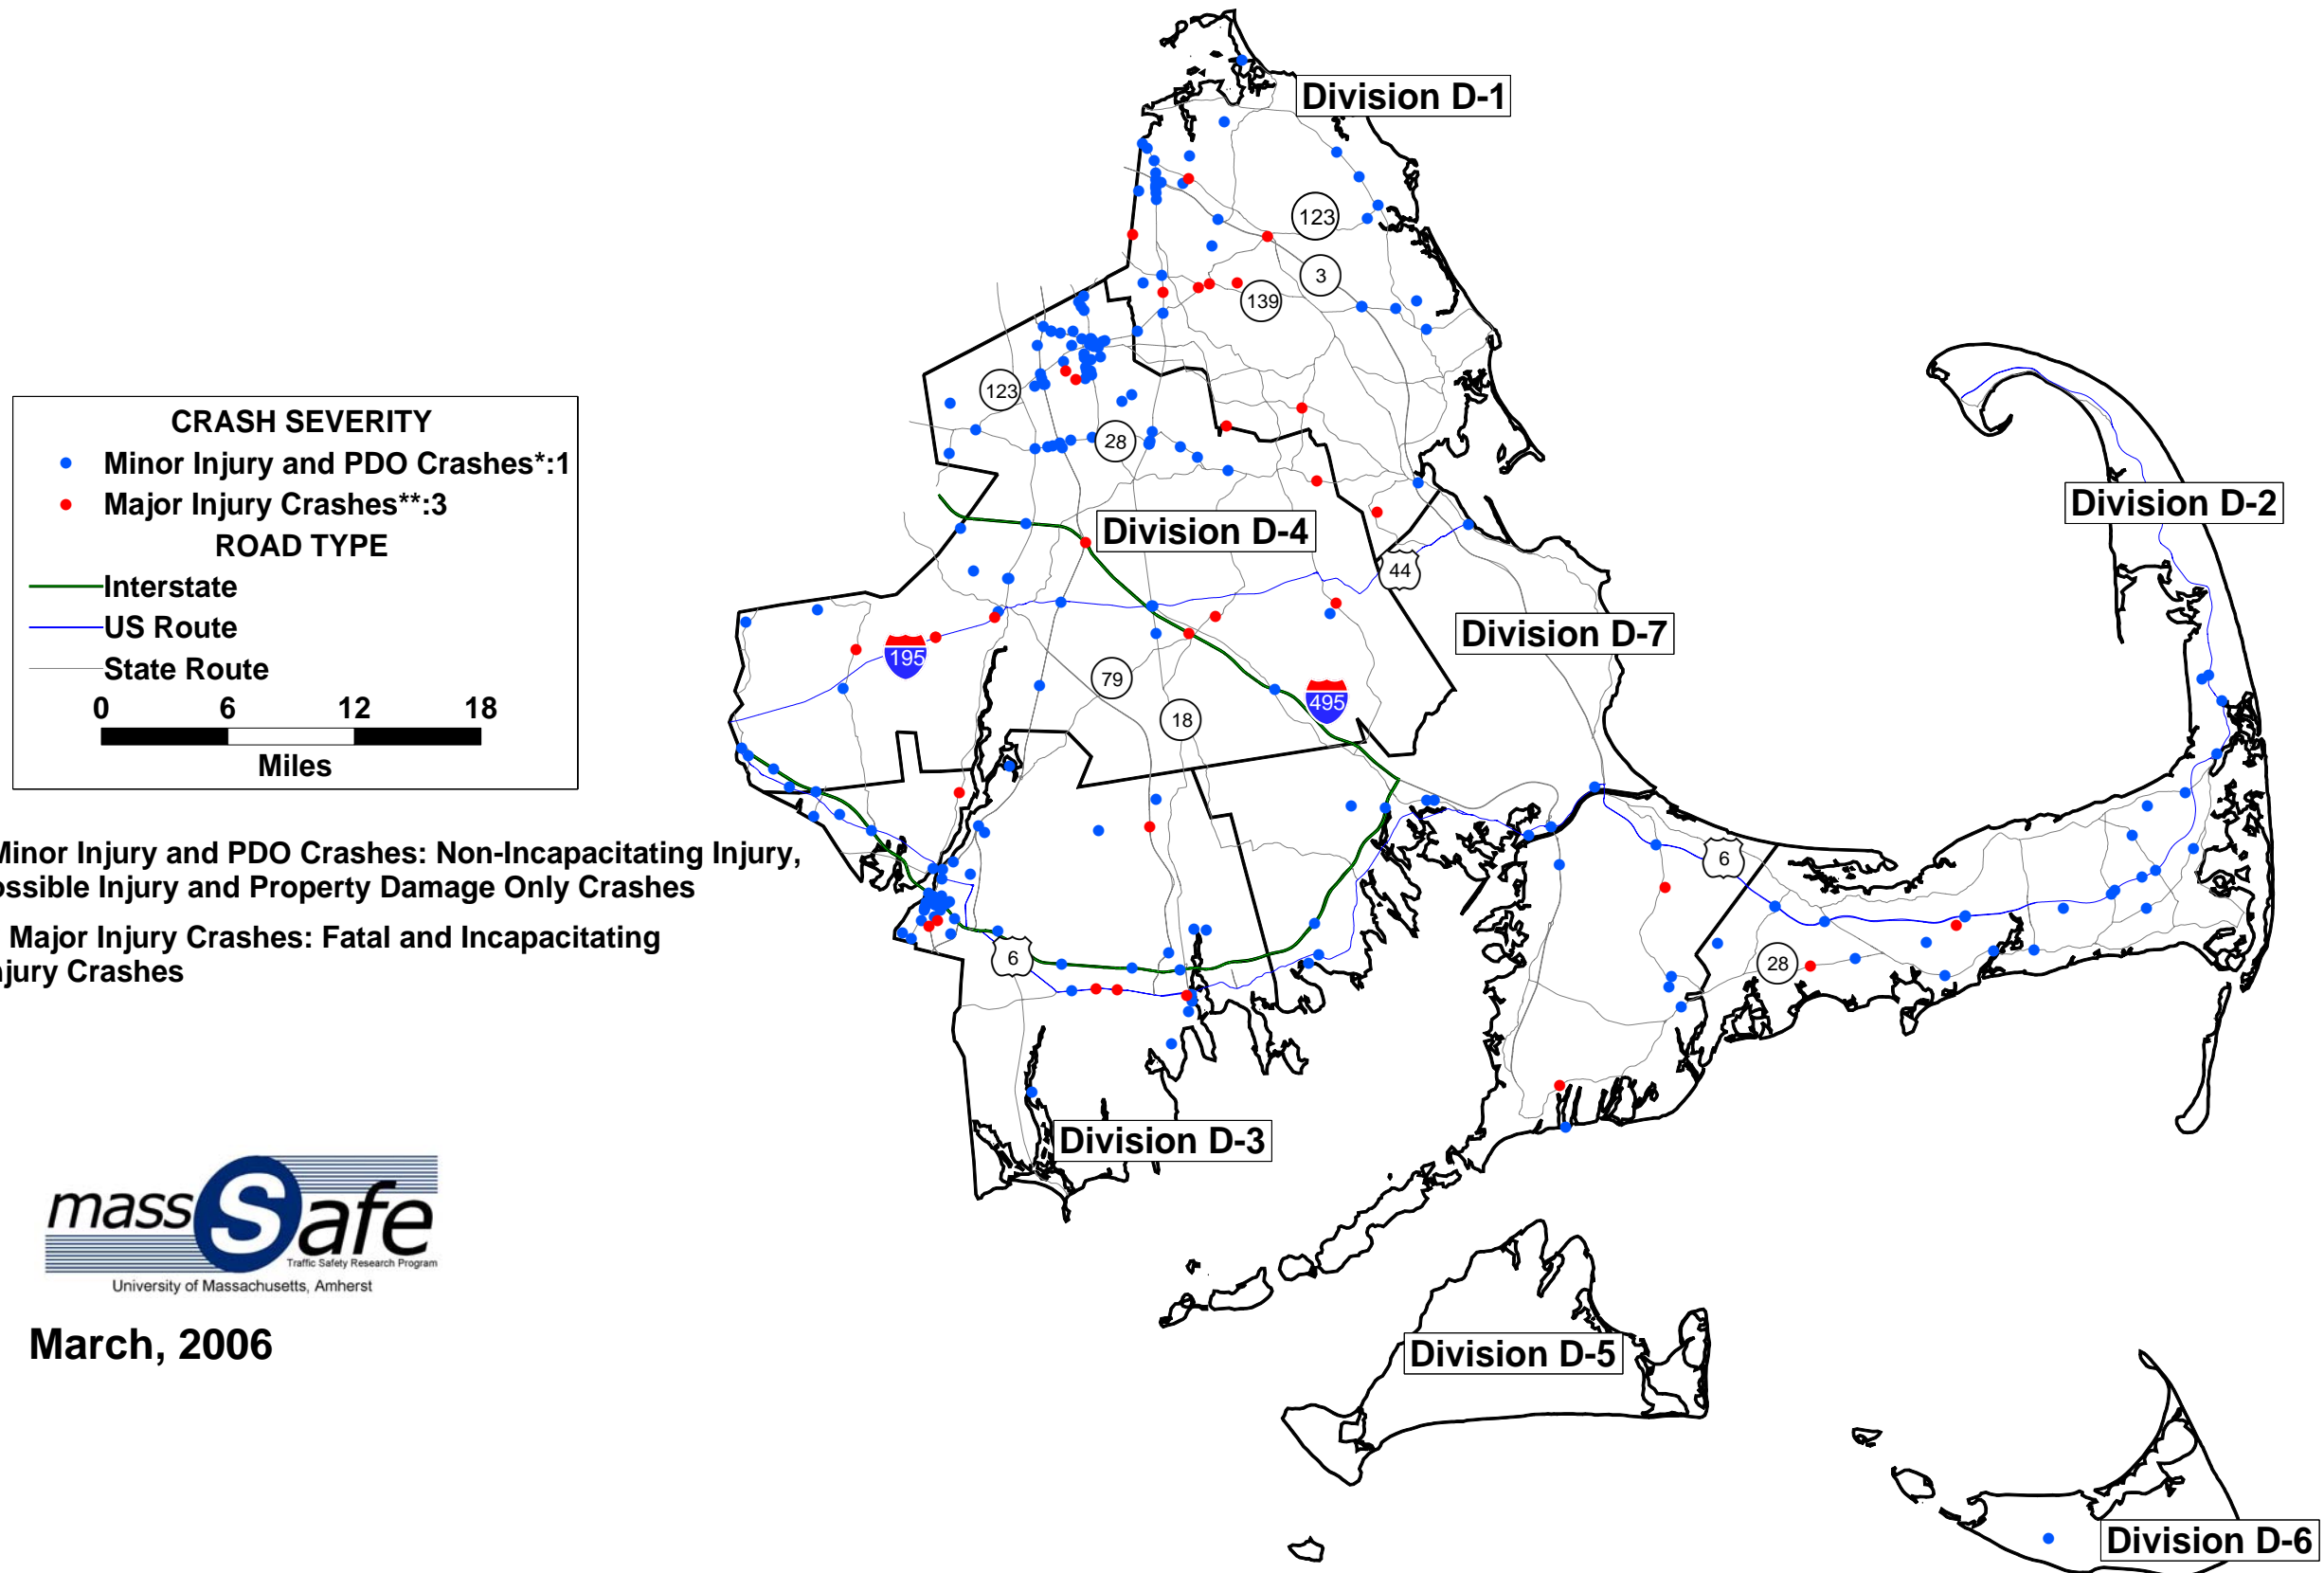 Division D-1
123
3
139
CRASH SEVERITY
Minor Injury and PDO Crashes*:1
Major Injury Crashes**:3
ROAD TYPE
Interstate
US Route
State Route
0 6 12 18
Miles
123
28
Division D-2
Division D-4
44
Division D-7
195
79
495
18
Minor Injury and PDO Crashes: Non-Incapacitating Injury,
ossible Injury and Property Damage Only Crashes
Major Injury Crashes: Fatal and Incapacitating
njury Crashes
6
6
28
Division D-3
massSafe
Traffic Safety Research Program
University of Massachusetts, Amherst
March, 2006
Division D-5
Division D-6